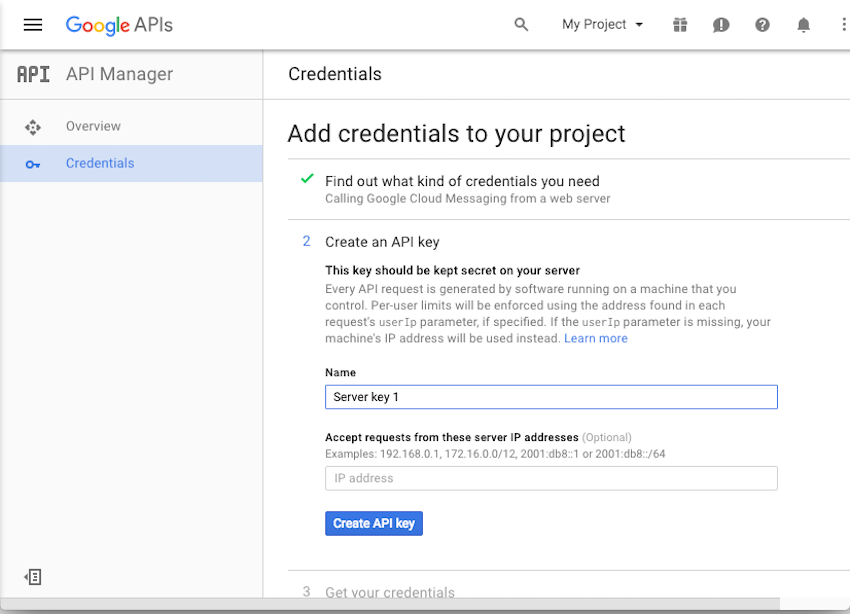 Google APIs
My Project
API API Manager
Credentials
Overview
Credentials
Add credentials to your project
Find out what kind of credentials you need
Calling Google Cloud Messaging from a web server
2 Create an API key
This key should be kept secret on your server
Every API request is generated by software running on a machine that you
control. Per-user limits will be enforced using the address found in each
request's userIp parameter, if specified. If the userIp parameter is missing, your
machine's IP address will be used instead. Learn more
Name
Server key 1
Accept requests from these server IP addresses (Optional)
Examples: 192.168.0.1, 172.16.0.0/12, 2001:db8::1 or 2001:db8::/64
IP address
Create API key
3 Get your credentials